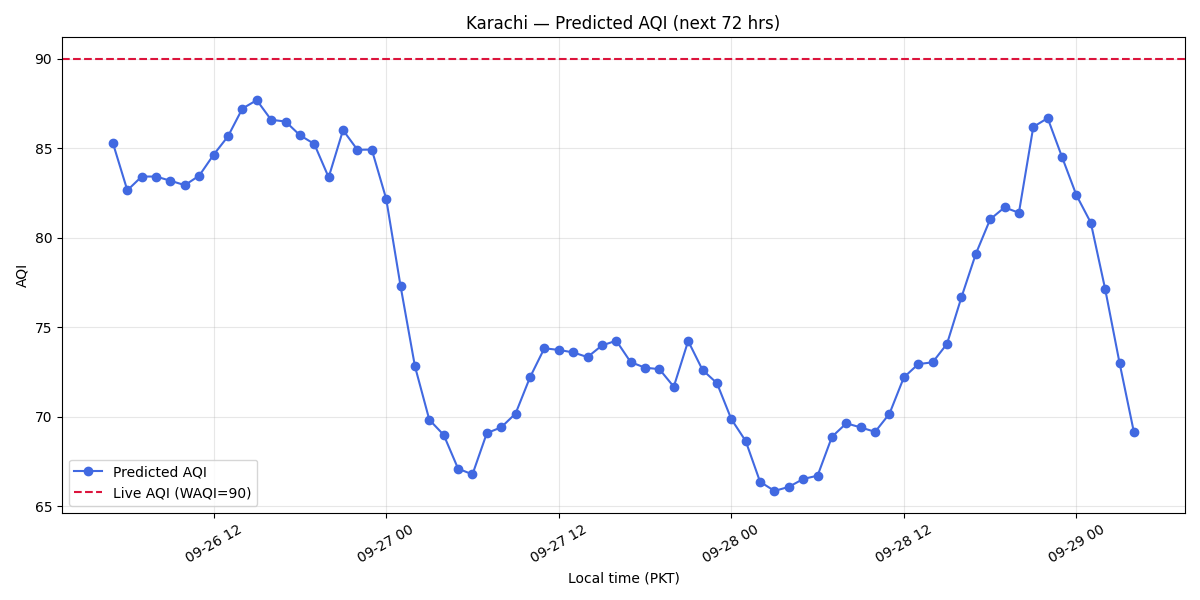 Karachi — Predicted AQI (next 72 hrs)
AQI
90
85
80
75
70
65
Predicted AQI
Live AQI (WAQI=90)
09-26 12
09-27 00
09-27 12
09-28 00
09-28 12
09-29 00
Local time (PKT)